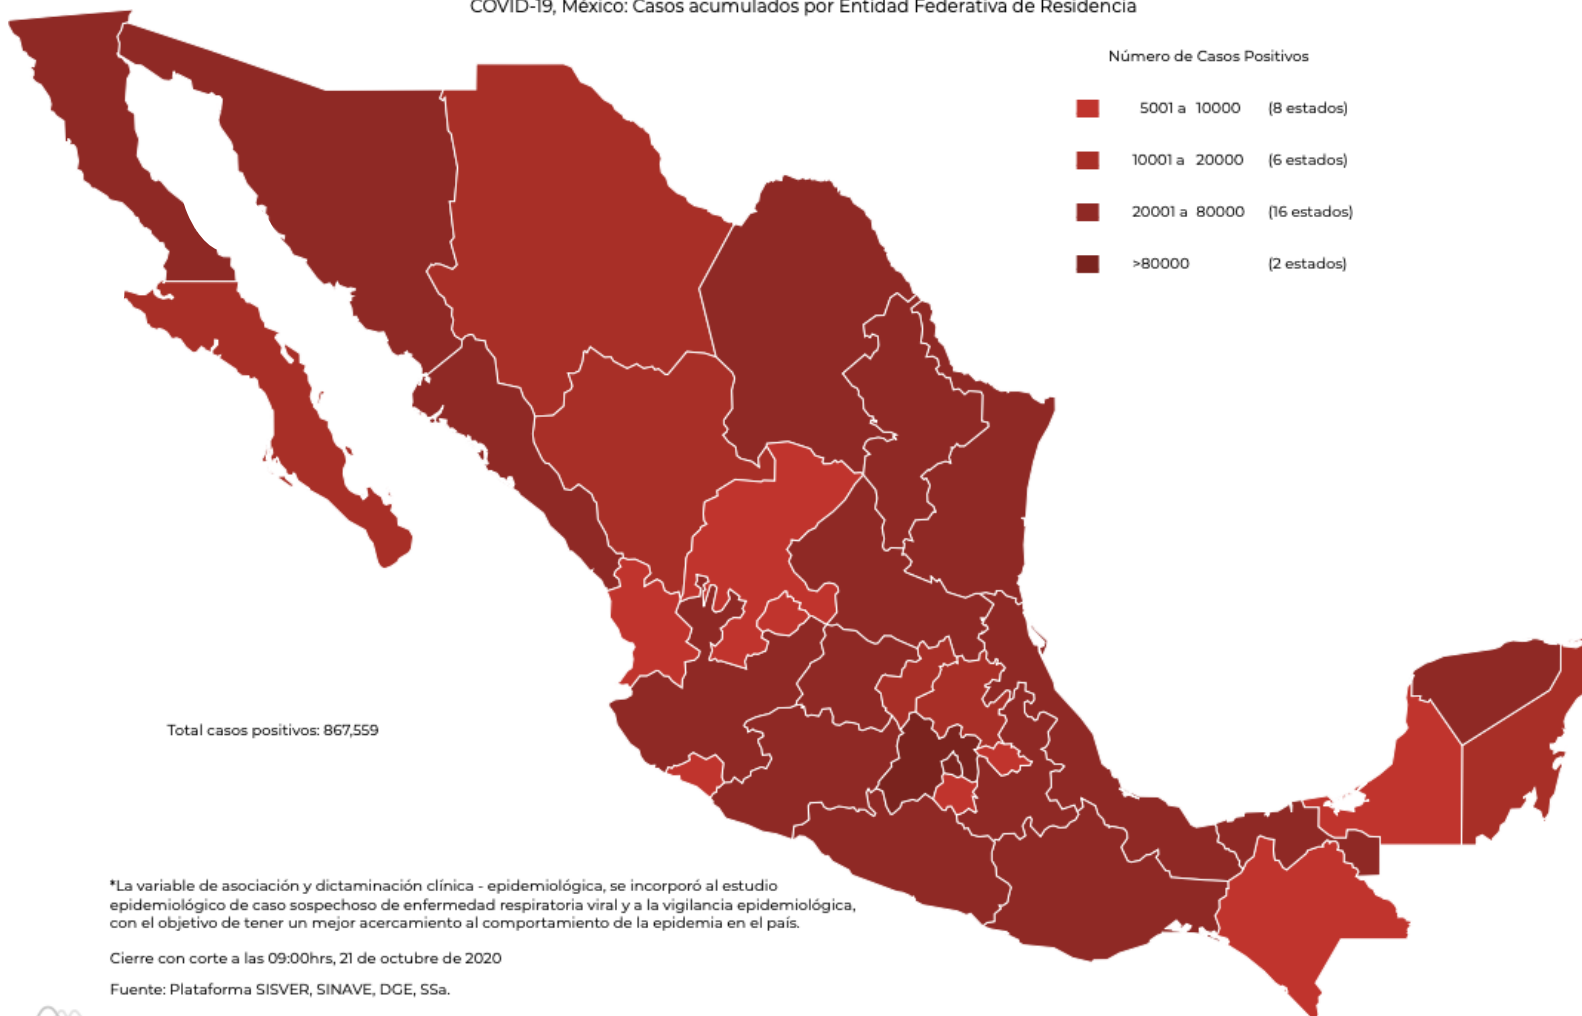 COVID-19, México: Casos acumulados por Entidad Federativa de Residencia
Número de Casos Positivos
5001 a 10000 (8 estados)
10001 a 20000 (6 estados)
20001 a 80000 (16 estados)
>80000 (2 estados)
Total casos positivos: 867,559
*La variable de asociación y dictaminación clínica - epidemiológica, se incorporó al estudio
epidemiológico de caso sospechoso de enfermedad respiratoria viral y a la vigilancia epidemiológica,
con el objetivo de tener un mejor acercamiento al comportamiento de la epidemia en el país.
Cierre con corte a las 09:00hrs, 21 de octubre de 2020
Fuente: Plataforma SISVER, SINAVE, DGE, SSa.